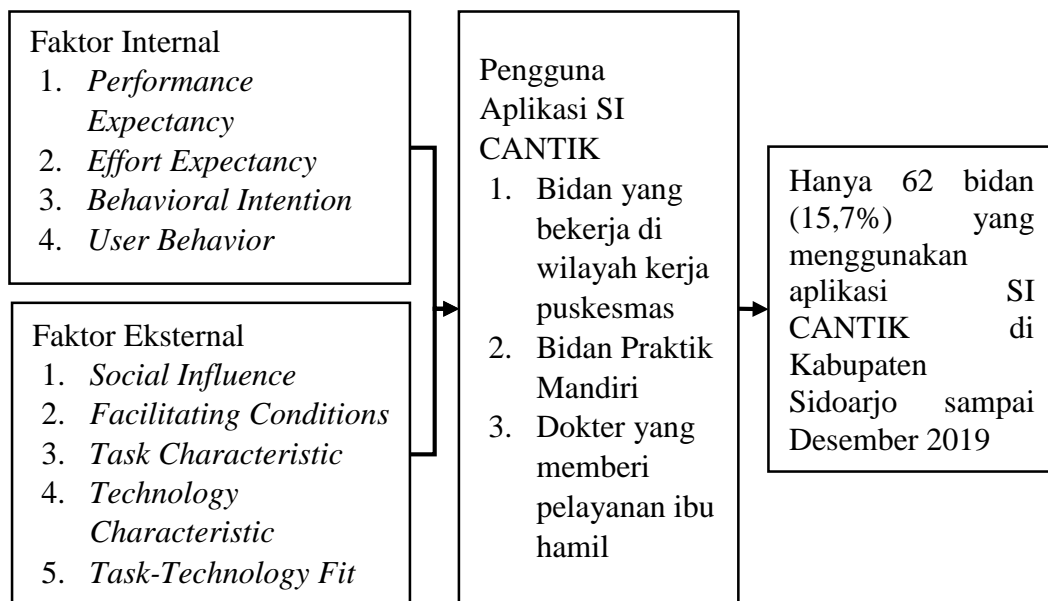 Faktor Internal
1. Performance
Expectancy
2. Effort Expectancy
3. Behavioral Intention
4. User Behavior
Faktor Eksternal
1. Social Influence
2. Facilitating Conditions
3. Task Characteristic
4. Technology
Characteristic
5. Task-Technology Fit
Pengguna
Aplikasi SI
CANTIK
1. Bidan yang
bekerja di
wilayah kerja
puskesmas
2. Bidan Praktik
Mandiri
3. Dokter yang
memberi
pelayanan ibu
hamil
Hanya 62 bidan
(15,7%) yang
menggunakan
aplikasi SI
CANTIK di
Kabupaten
Sidoarjo sampai
Desember 2019